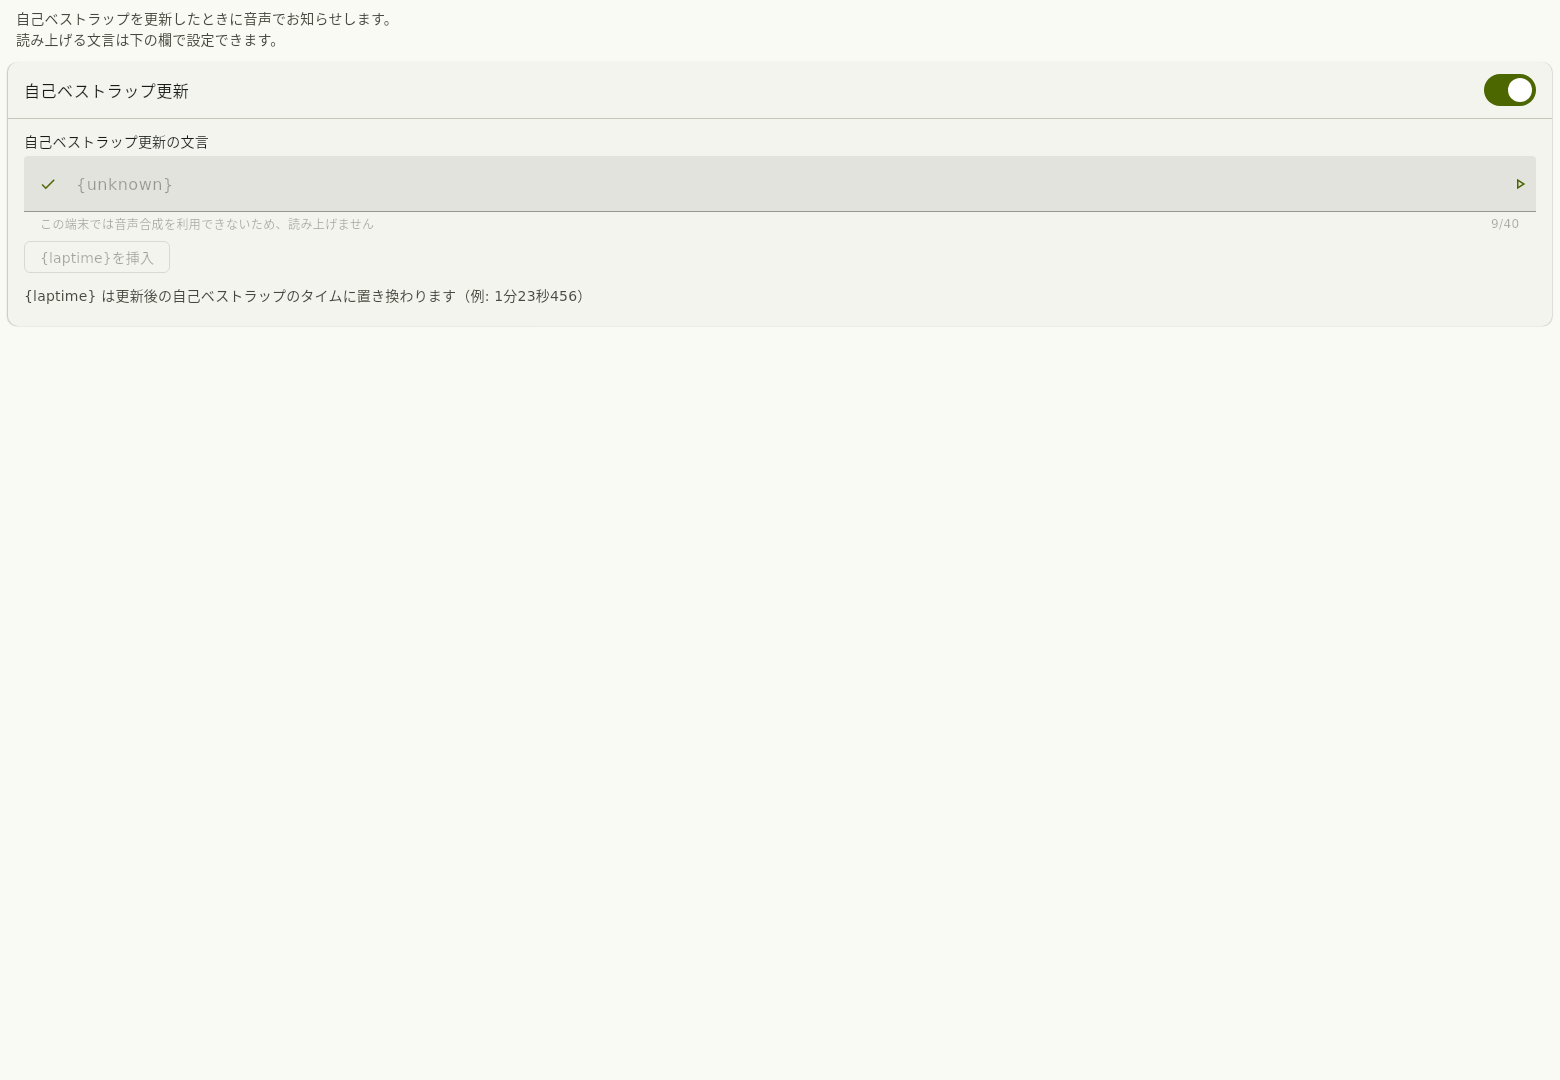 自己ベストラップを更新したときに音声でお知らせします。
読み上げる文言は下の欄で設定できます。
自己ベストラップ更新
自己ベストラップ更新の文言
{unknown}
この端末では音声合成を利用できないため、読み上げません
9/40
{laptime}を挿入
{laptime} は更新後の自己ベストラップのタイムに置き換わります（例: 1分23秒456）